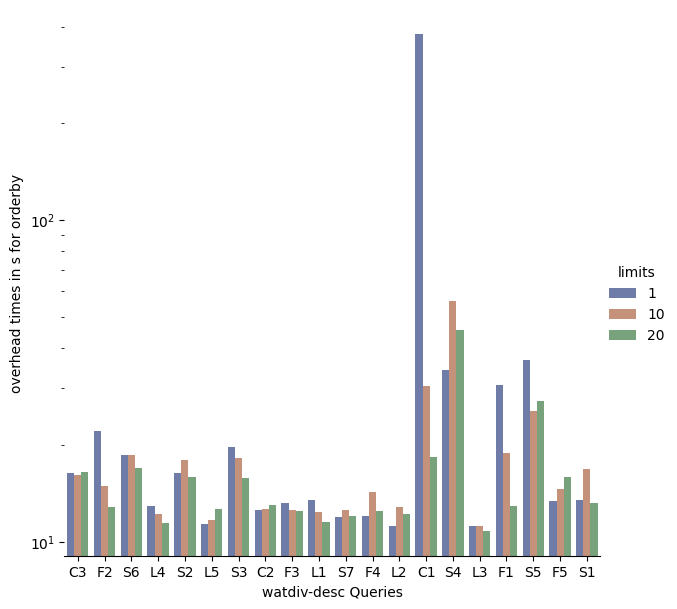 overhead times in s for orderby
10²
10¹
C3 F2 S6 L4 S2 L5 S3 C2 F3 L1 S7 F4 L2 C1 S4 L3 F1 S5 F5 S1
watdiv-desc Queries
limits
1
10
20